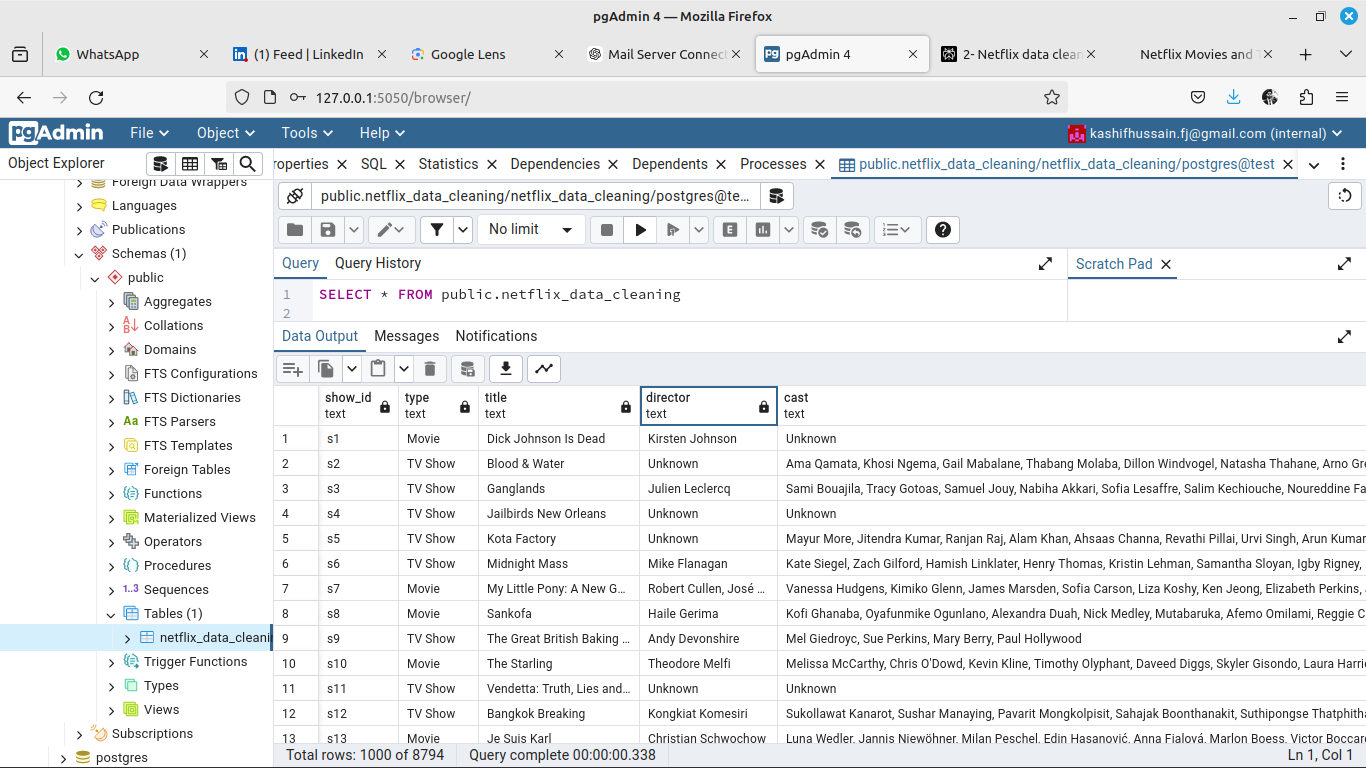 pgAdmin 4 — Mozilla Firefox
WhatsApp
(1) Feed | LinkedIn
Google Lens
Mail Server Connect
pgAdmin 4
2- Netflix data clean
Netflix Movies and T
127.0.0.1:5050/browser/
pgAdmin File Object Tools Help kashifhussain.fj@gmail.com (internal)
Object Explorer
Foreign Data Wrappers
Languages
Publications
Schemas (1)
public
Aggregates
Collations
Domains
FTS Configurations
FTS Dictionaries
FTS Parsers
FTS Templates
Foreign Tables
Functions
Materialized Views
Operators
Procedures
Sequences
Tables (1)
netflix_data_cleani
Trigger Functions
Types
Views
Subscriptions
postgres
roperties SQL Statistics Dependencies Dependents Processes public.netflix_data_cleaning/netflix_data_cleaning/postgres@test
public.netflix_data_cleaning/netflix_data_cleaning/postgres@te...
No limit
Query Query History
Scratch Pad
1 SELECT * FROM public.netflix_data_cleaning
2
Data Output Messages Notifications
show_id type title director cast
text text text text text
1 s1 Movie Dick Johnson Is Dead Kirsten Johnson Unknown
2 s2 TV Show Blood & Water Unknown Ama Qamata, Khosi Ngema, Gail Mabalane, Thabang Molaba, Dillon Windvogel, Natasha Thahane, Arno Gre
3 s3 TV Show Ganglands Julien Leclercq Sami Bouajila, Tracy Gotoas, Samuel Jouy, Nabiha Akkari, Sofia Lesaffre, Salim Kechiouche, Noureddine Fa
4 s4 TV Show Jailbirds New Orleans Unknown Unknown
5 s5 TV Show Kota Factory Unknown Mayur More, Jitendra Kumar, Ranjan Raj, Alam Khan, Ahsaas Channa, Revathi Pillai, Urvi Singh, Arun Kumar
6 s6 TV Show Midnight Mass Mike Flanagan Kate Siegel, Zach Gilford, Hamish Linklater, Henry Thomas, Kristin Lehman, Samantha Sloyan, Igby Rigney,
7 s7 Movie My Little Pony: A New G... Robert Cullen, José ... Vanessa Hudgens, Kimiko Glenn, James Marsden, Sofia Carson, Liza Koshy, Ken Jeong, Elizabeth Perkins,
8 s8 Movie Sankofa Haile Gerima Kofi Ghanaba, Oyafunmike Ogunlano, Alexandra Duah, Nick Medley, Mutabaruka, Afemo Omilami, Reggie C
9 s9 TV Show The Great British Baking ... Andy Devonshire Mel Giedroyc, Sue Perkins, Mary Berry, Paul Hollywood
10 s10 Movie The Starling Theodore Melfi Melissa McCarthy, Chris O'Dowd, Kevin Kline, Timothy Olyphant, Daveed Diggs, Skyler Gisondo, Laura Harri
11 s11 TV Show Vendetta: Truth, Lies and... Unknown Unknown
12 s12 TV Show Bangkok Breaking Kongkiat Komesiri Sukollawat Kanarot, Sushar Manaying, Pavarit Mongkolpisit, Sahajak Boonthanakit, Suthipongse Thatphith
13 s13 Movie Je Suis Karl Christian Schwochow Luna Wedler, Jannis Niewöhner, Milan Peschel, Edin Hasanović, Anna Fialová, Marlon Boess, Victor Boccar
Total rows: 1000 of 8794 Query complete 00:00:00.338 Ln 1, Col 1